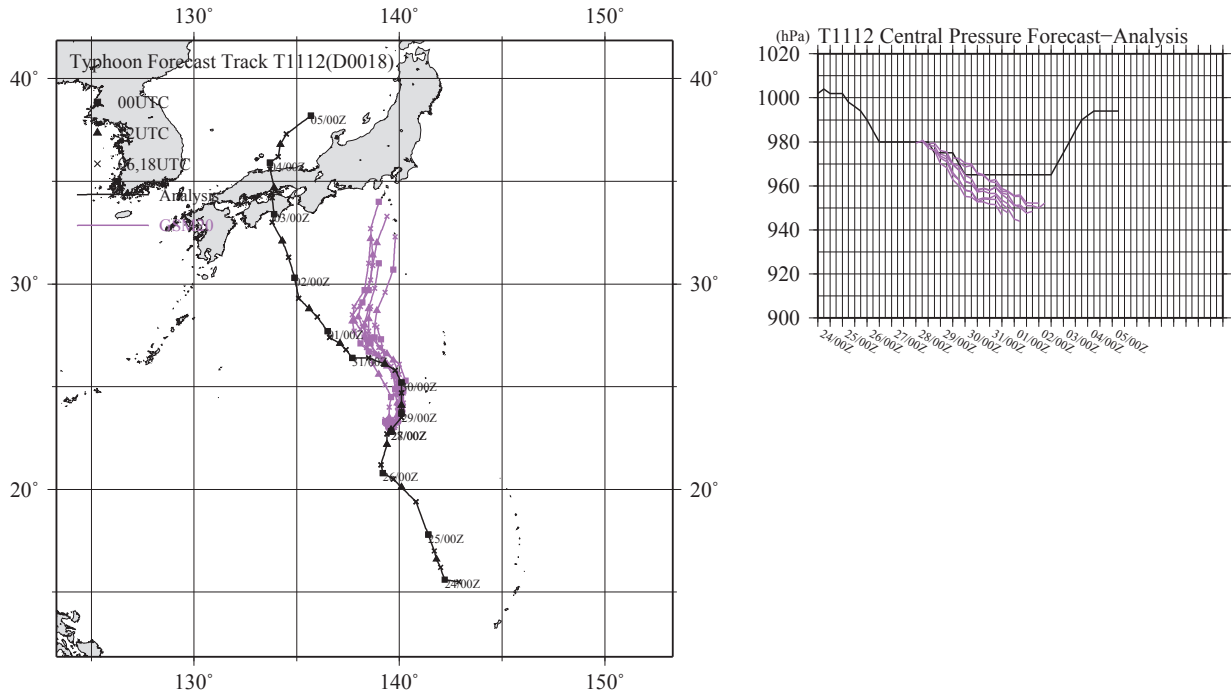 130° 140° 150°
Typhoon Forecast Track T1112(D0018)
00UTC
12UTC
06,18UTC
Analysis
40° 40°
30° 30°
20° 20°
05/00Z
04/00Z
03/00Z
02/00Z
01/00Z
31/00Z
30/00Z
29/00Z
28/00Z
26/00Z
25/00Z
24/00Z
130° 140° 150°
(hPa) T1112 Central Pressure Forecast−Analysis
1020
1000
980
960
940
920
900
24/00Z 25/00Z 26/00Z 27/00Z 28/00Z 29/00Z 30/00Z 31/00Z 01/00Z 02/00Z 03/00Z 04/00Z 05/00Z